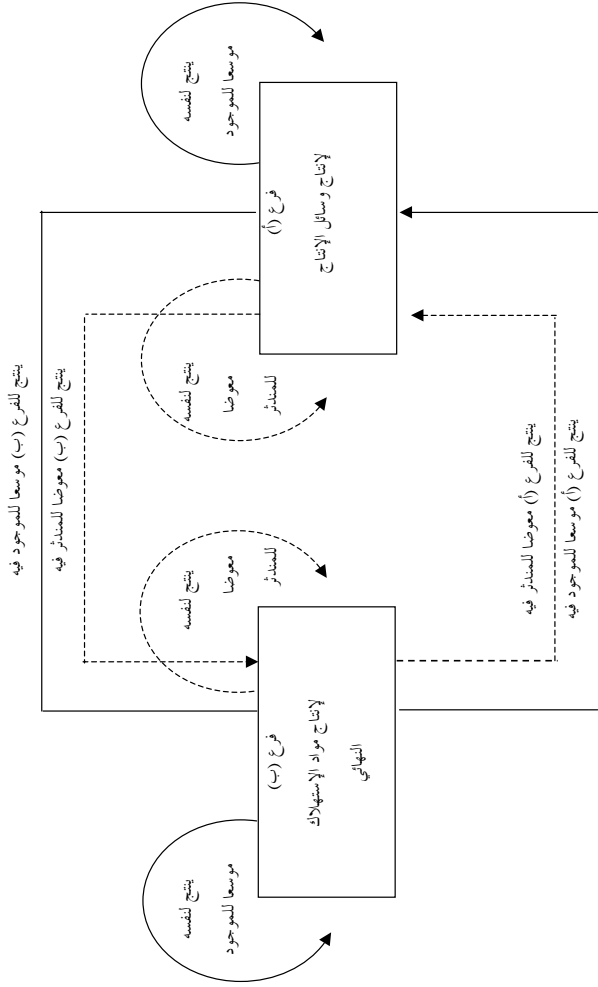 ينتج للفرع (ب) موسعا للموجود فيه
ينتج للفرع (ب) معوضا للمندثر فيه
ينتج لنفسه
موسعا للموجود
ينتج لنفسه
معوضا
للمندثر
فرع (أ)
لإنتاج وسائل الإنتاج
ينتج لنفسه
معوضا
للمندثر
ينتج لنفسه
موسعا للموجود
فرع (ب)
لإنتاج مواد الإستهلاك
النهائي
ينتج للفرع (أ) معوضا للمندثر فيه
ينتج للفرع (أ) موسعا للموجود فيه